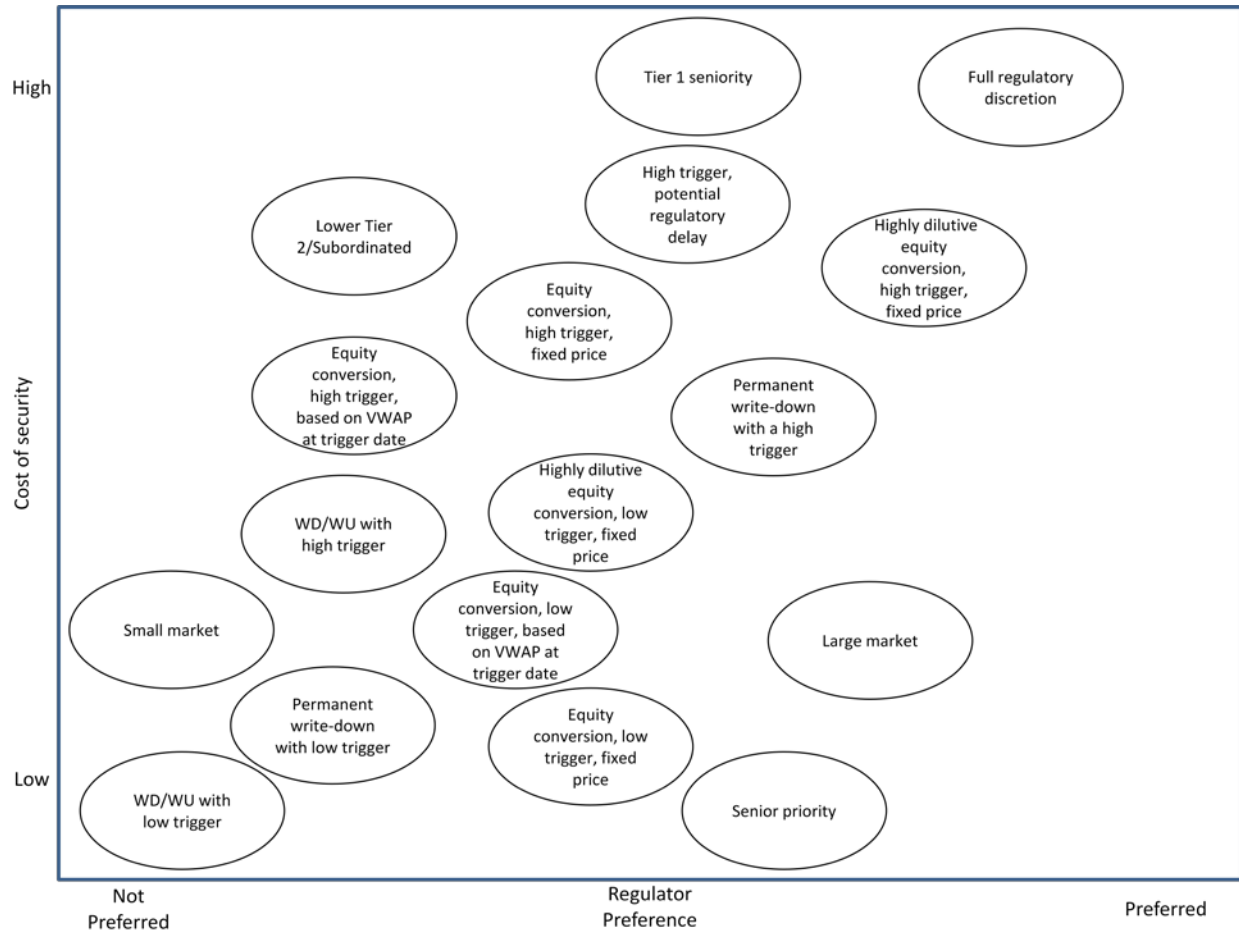 High
Tier 1 seniority
Full regulatory
discretion
High trigger,
potential
regulatory
delay
Lower Tier
2/Subordinated
Highly dilutive
equity
conversion,
high trigger,
fixed price
Equity
conversion,
high trigger,
fixed price
Equity
conversion,
high trigger,
based on VWAP
at trigger date
Permanent
write-down
with a high
trigger
Cost of security
Highly dilutive
equity
conversion, low
trigger, fixed
price
WD/WU with
high trigger
Small market
Equity
conversion, low
trigger, based
on VWAP at
trigger date
Large market
Permanent
write-down
with low trigger
Equity
conversion, low
trigger, fixed
price
Low
WD/WU with
low trigger
Senior priority
Not
Preferred
Regulator
Preference
Preferred